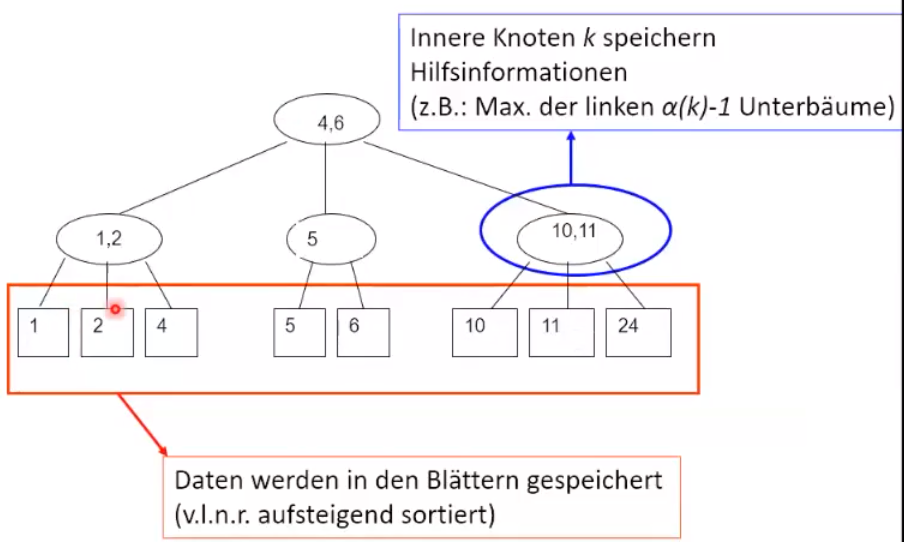 Innere Knoten k speichern
Hilfsinformationen
(z.B.: Max. der linken α(k)-1 Unterbäume)
4,6
1,2
5
10,11
1
2
4
5
6
10
11
24
Daten werden in den Blättern gespeichert
(v.l.n.r. aufsteigend sortiert)